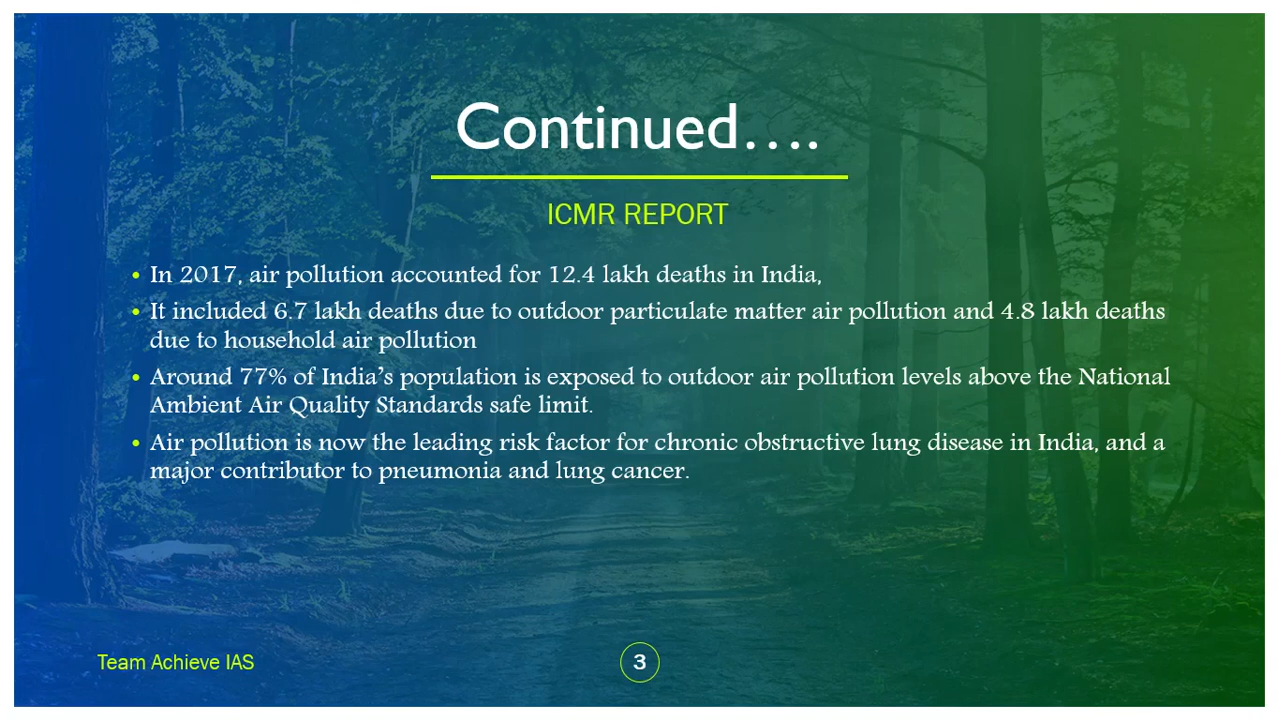 Continued….
ICMR REPORT
• In 2017, air pollution accounted for 12.4 lakh deaths in India,
• It included 6.7 lakh deaths due to outdoor particulate matter air pollution and 4.8 lakh deaths
due to household air pollution
• Around 77% of India’s population is exposed to outdoor air pollution levels above the National
Ambient Air Quality Standards safe limit.
• Air pollution is now the leading risk factor for chronic obstructive lung disease in India, and a
major contributor to pneumonia and lung cancer.
Team Achieve IAS
3